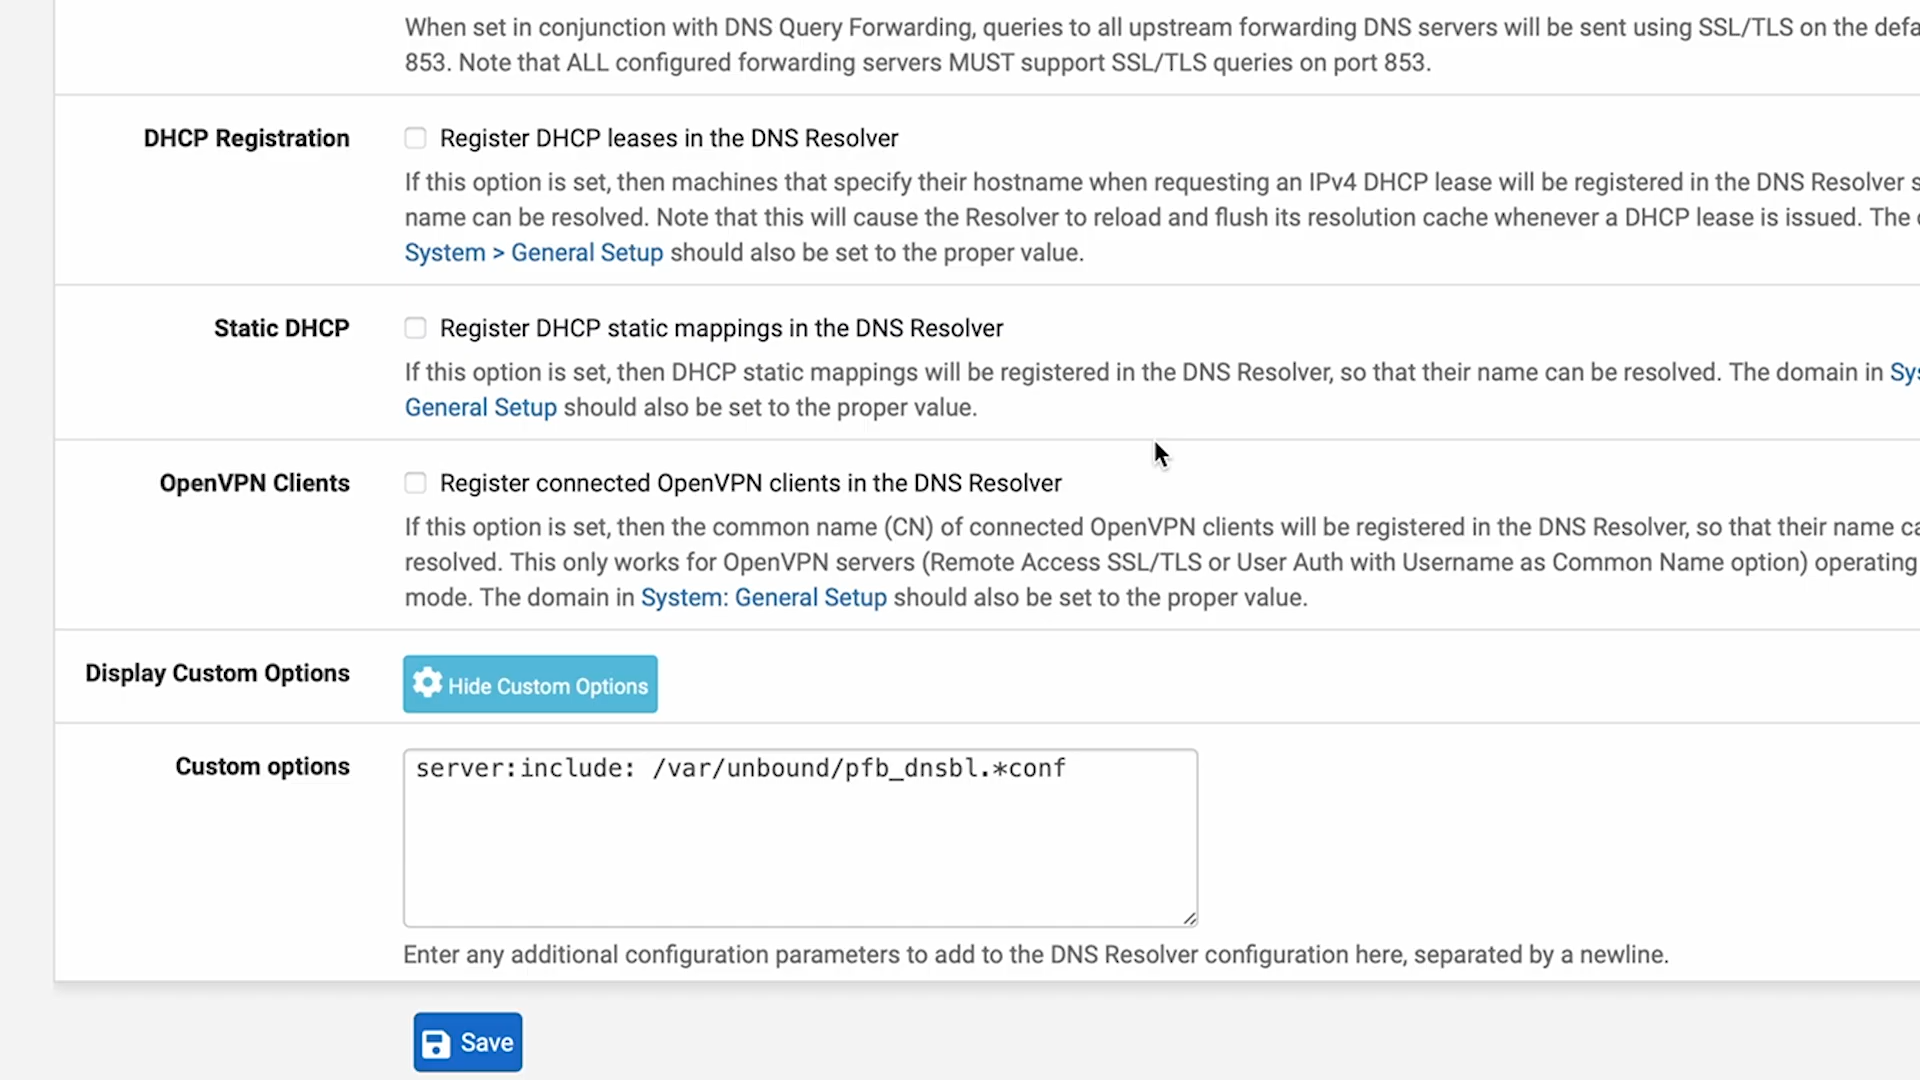 When set in conjunction with DNS Query Forwarding, queries to all upstream forwarding DNS servers will be sent using SSL/TLS on the
853. Note that ALL configured forwarding servers MUST support SSL/TLS queries on port 853.
DHCP Registration
Register DHCP leases in the DNS Resolver
If this option is set, then machines that specify their hostname when requesting an IPv4 DHCP lease will be registered in the DNS Resolver
name can be resolved. Note that this will cause the Resolver to reload and flush its resolution cache whenever a DHCP lease is issued. The
System > General Setup should also be set to the proper value.
Static DHCP
Register DHCP static mappings in the DNS Resolver
If this option is set, then DHCP static mappings will be registered in the DNS Resolver, so that their name can be resolved. The domain in
General Setup should also be set to the proper value.
OpenVPN Clients
Register connected OpenVPN clients in the DNS Resolver
If this option is set, then the common name (CN) of connected OpenVPN clients will be registered in the DNS Resolver, so that their name
resolved. This only works for OpenVPN servers (Remote Access SSL/TLS or User Auth with Username as Common Name option) operating
mode. The domain in System: General Setup should also be set to the proper value.
Display Custom Options
Hide Custom Options
Custom options
server:include: /var/unbound/pfb_dnsbl.*conf
Enter any additional configuration parameters to add to the DNS Resolver configuration here, separated by a newline.
Save